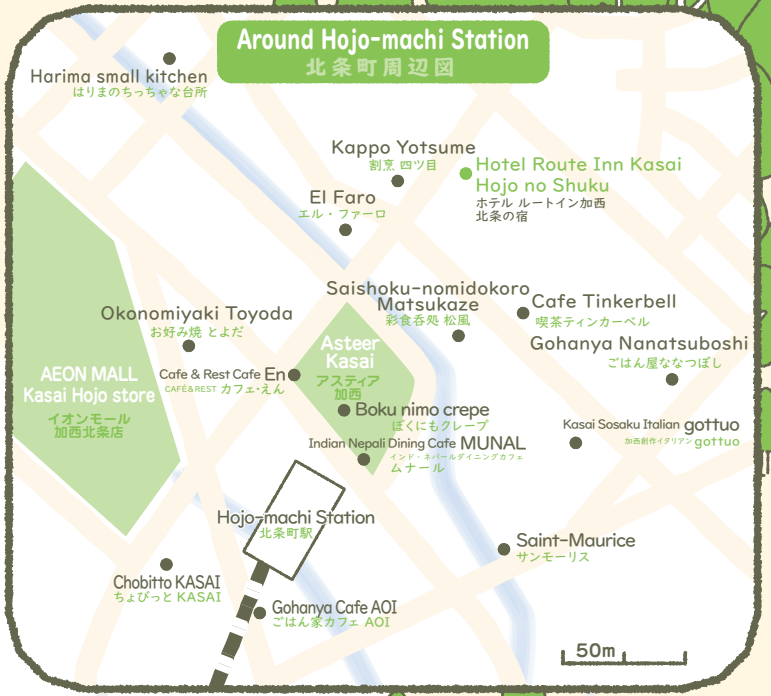 Around Hojo-machi Station
北条町周辺図
Harima small kitchen
はりまのちっちゃな台所
Kappo Yotsume
割烹 四ツ目
Hotel Route Inn Kasai
Hojo no Shuku
ホテル ルートイン加西
北条の宿
El Faro
エル・ファーロ
Saishoku-nomidokoro
Matsukaze
彩食呑処 松風
Cafe Tinkerbell
喫茶ティンカーベル
Okonomiyaki Toyoda
お好み焼 とよだ
Gohanya Nanatsuboshi
ごはん屋ななつぼし
Asteer
Kasai
アスティア
加西
AEON MALL
Kasai Hojo store
イオンモール
加西北条店
Cafe & Rest Cafe En
CAFÉ&REST カフェ・えん
Boku nimo crepe
ぼくにもクレープ
Kasai Sosaku Italian gottuo
加西創作イタリアン gottuo
Indian Nepali Dining Cafe MUNAL
インド・ネパールダイニングカフェ
ムナール
Hojo-machi Station
北条町駅
Saint-Maurice
サンモーリス
Chobitto KASAI
ちょびっと KASAI
Gohanya Cafe AOI
ごはん家カフェ AOI
50m